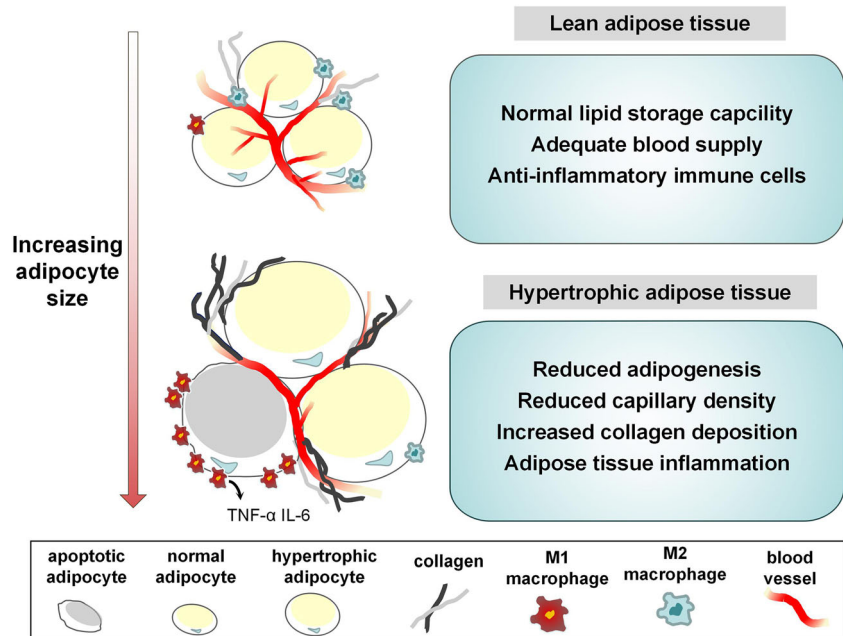 Lean adipose tissue
Normal lipid storage capcility
Adequate blood supply
Anti-inflammatory immune cells
Increasing
adipocyte
size
Hypertrophic adipose tissue
Reduced adipogenesis
Reduced capillary density
Increased collagen deposition
Adipose tissue inflammation
TNF-α IL-6
apoptotic
adipocyte
normal
adipocyte
hypertrophic
adipocyte
collagen
M1
macrophage
M2
macrophage
blood
vessel